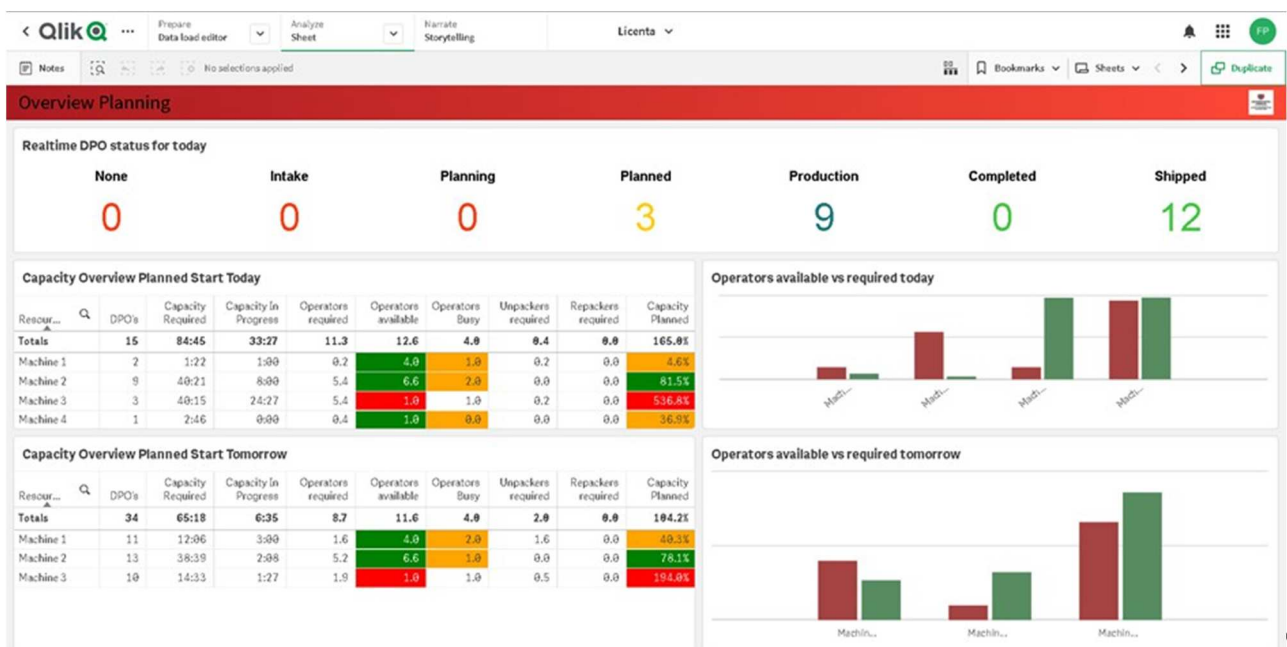 Qlik ... Prepare Data load editor Analyze Sheet Narrate Storytelling Licenta FP
Notes No selections applied Bookmarks Sheets Duplicate
Overview Planning
Realtime DPO status for today
None Intake Planning Planned Production Completed Shipped
0 0 0 3 9 0 12
Capacity Overview Planned Start Today
Resour... DPO's Capacity Required Capacity In Progress Operators required Operators available Operators Busy Unpackers required Repackers required Capacity Planned
Totals 15 84:45 33:27 11.3 12.6 4.0 0.4 0.0 165.0%
Machine 1 2 1:22 1:00 0.2 4.0 1.0 0.2 0.0 4.6%
Machine 2 9 40:21 8:00 5.4 6.6 2.0 0.0 0.0 81.5%
Machine 3 3 40:15 24:27 5.4 1.0 1.0 0.2 0.0 536.8%
Machine 4 1 2:46 0:00 0.4 1.0 0.0 0.0 0.0 36.9%
Operators available vs required today
Mach... Mach... Mach... Mach...
Capacity Overview Planned Start Tomorrow
Resour... DPO's Capacity Required Capacity In Progress Operators required Operators available Operators Busy Unpackers required Repackers required Capacity Planned
Totals 34 65:18 6:35 8.7 11.6 4.0 2.0 0.0 104.2%
Machine 1 11 12:06 3:00 1.6 4.0 2.0 1.6 0.0 40.3%
Machine 2 13 38:39 2:08 5.2 6.6 1.0 0.0 0.0 78.1%
Machine 3 10 14:33 1:27 1.9 1.0 1.0 0.5 0.0 194.0%
Operators available vs required tomorrow
Machin... Machin... Machin...